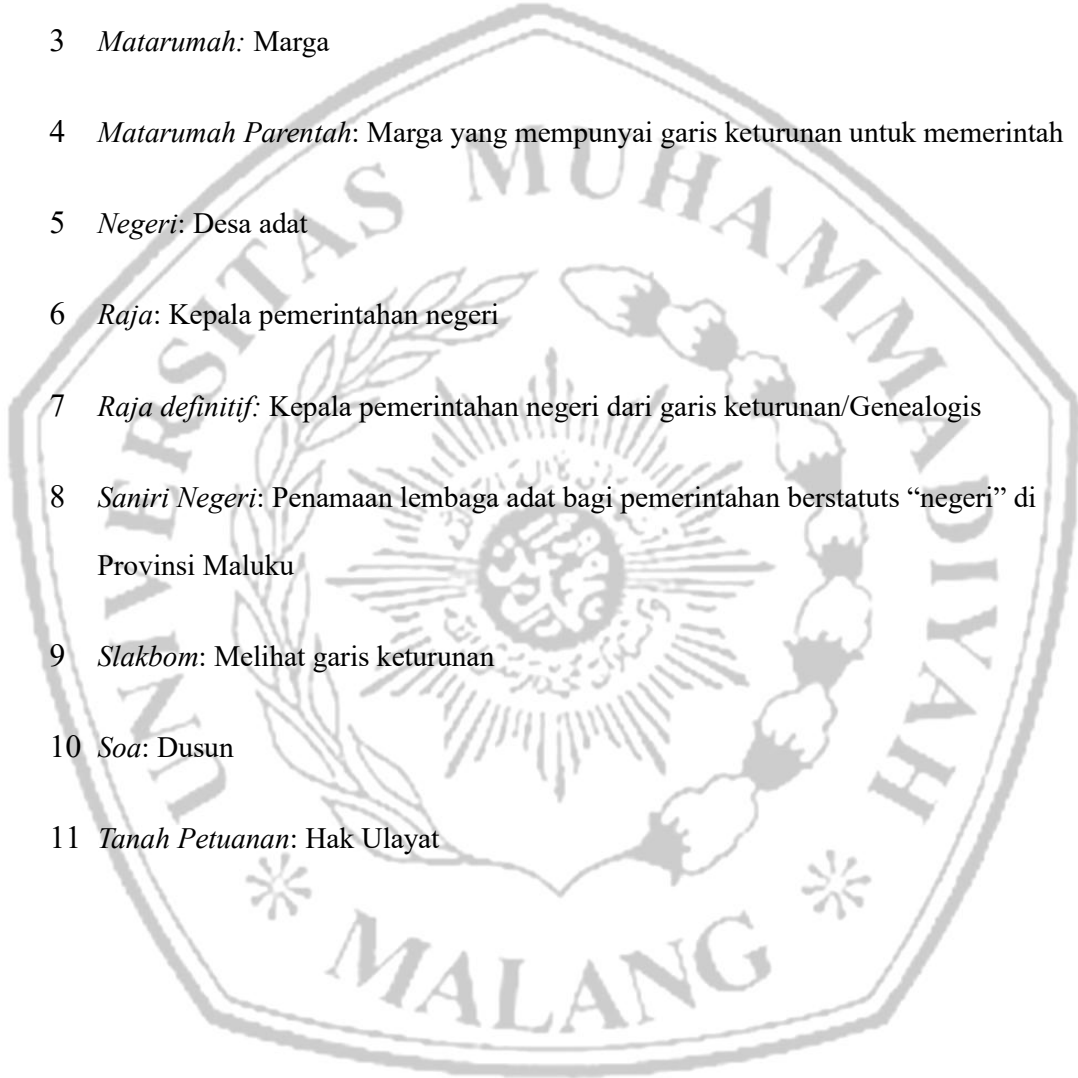 3 Matarumah: Marga
4 Matarumah Parentah: Marga yang mempunyai garis keturunan untuk memerintah
5 Negeri: Desa adat
6 Raja: Kepala pemerintahan negeri
7 Raja definitif: Kepala pemerintahan negeri dari garis keturunan/Genealogis
8 Saniri Negeri: Penamaan lembaga adat bagi pemerintahan berstatuts “negeri” di
Provinsi Maluku
9 Slakbom: Melihat garis keturunan
10 Soa: Dusun
11 Tanah Petuanan: Hak Ulayat
UNIVERSITAS MUHAMMADIYAH
MALANG